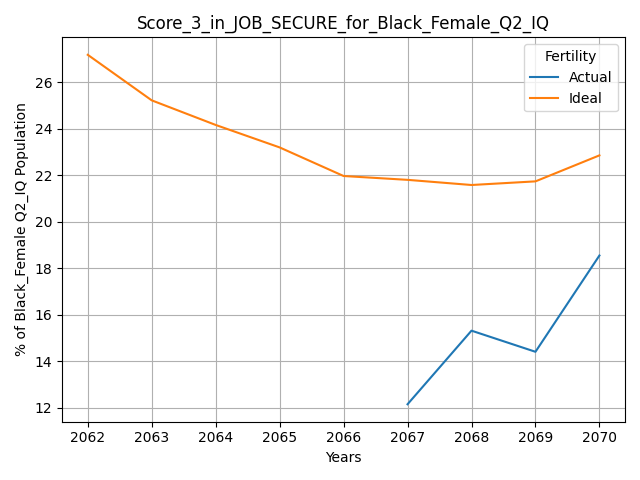 Score_3_in_JOB_SECURE_for_Black_Female_Q2_IQ
Fertility
Actual
Ideal
% of Black_Female Q2_IQ Population
26
24
22
20
18
16
14
12
2062 2063 2064 2065 2066 2067 2068 2069 2070
Years